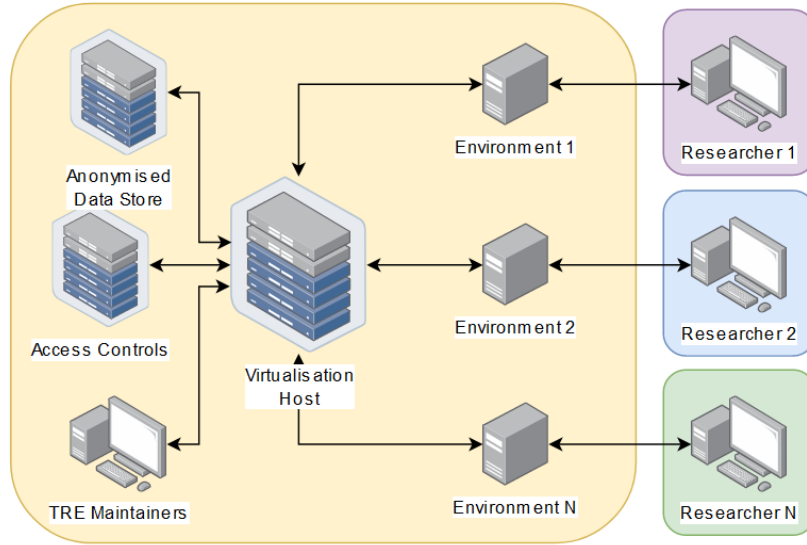 Anonymised
Data Store
Access Controls
TRE Maintainers
Virtualisation
Host
Environment 1
Environment 2
Environment N
Researcher 1
Researcher 2
Researcher N